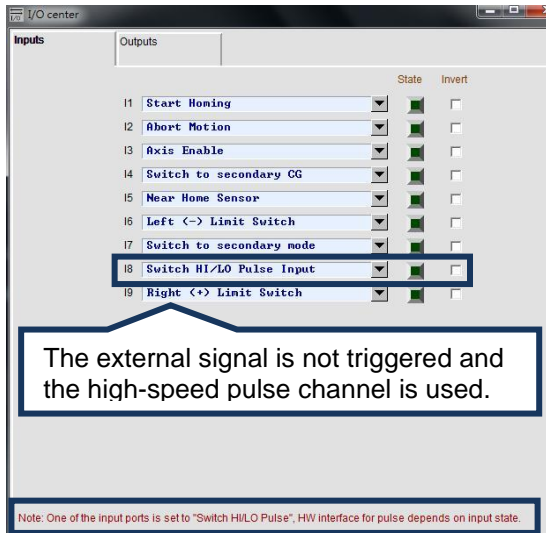 I/O center
Inputs
Outputs
State Invert
I1 Start Homing
I2 Abort Motion
I3 Axis Enable
I4 Switch to secondary CG
I5 Near Home Sensor
I6 Left (-) Limit Switch
I7 Switch to secondary mode
I8 Switch HI/LO Pulse Input
I9 Right (+) Limit Switch
The external signal is not triggered and
the high-speed pulse channel is used.
Note: One of the input ports is set to "Switch HI/LO Pulse", HW interface for pulse depends on input state.